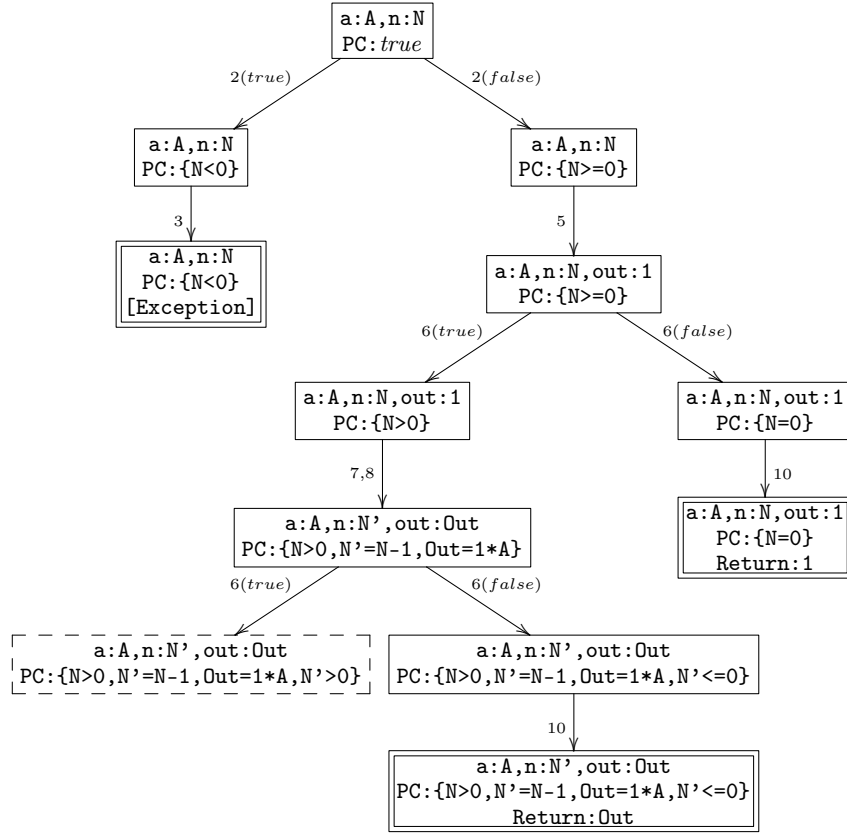 a:A,n:N
PC:true
2(true)
2(false)
a:A,n:N
PC:{N<0}
a:A,n:N
PC:{N>=0}
3
5
a:A,n:N
PC:{N<0}
[Exception]
a:A,n:N,out:1
PC:{N>=0}
6(true)
6(false)
a:A,n:N,out:1
PC:{N>0}
a:A,n:N,out:1
PC:{N=0}
7,8
10
a:A,n:N',out:Out
PC:{N>0,N'=N-1,Out=1*A}
a:A,n:N,out:1
PC:{N=0}
Return:1
6(true)
6(false)
a:A,n:N',out:Out
PC:{N>0,N'=N-1,Out=1*A,N'>0}
a:A,n:N',out:Out
PC:{N>0,N'=N-1,Out=1*A,N'<=0}
10
a:A,n:N',out:Out
PC:{N>0,N'=N-1,Out=1*A,N'<=0}
Return:Out